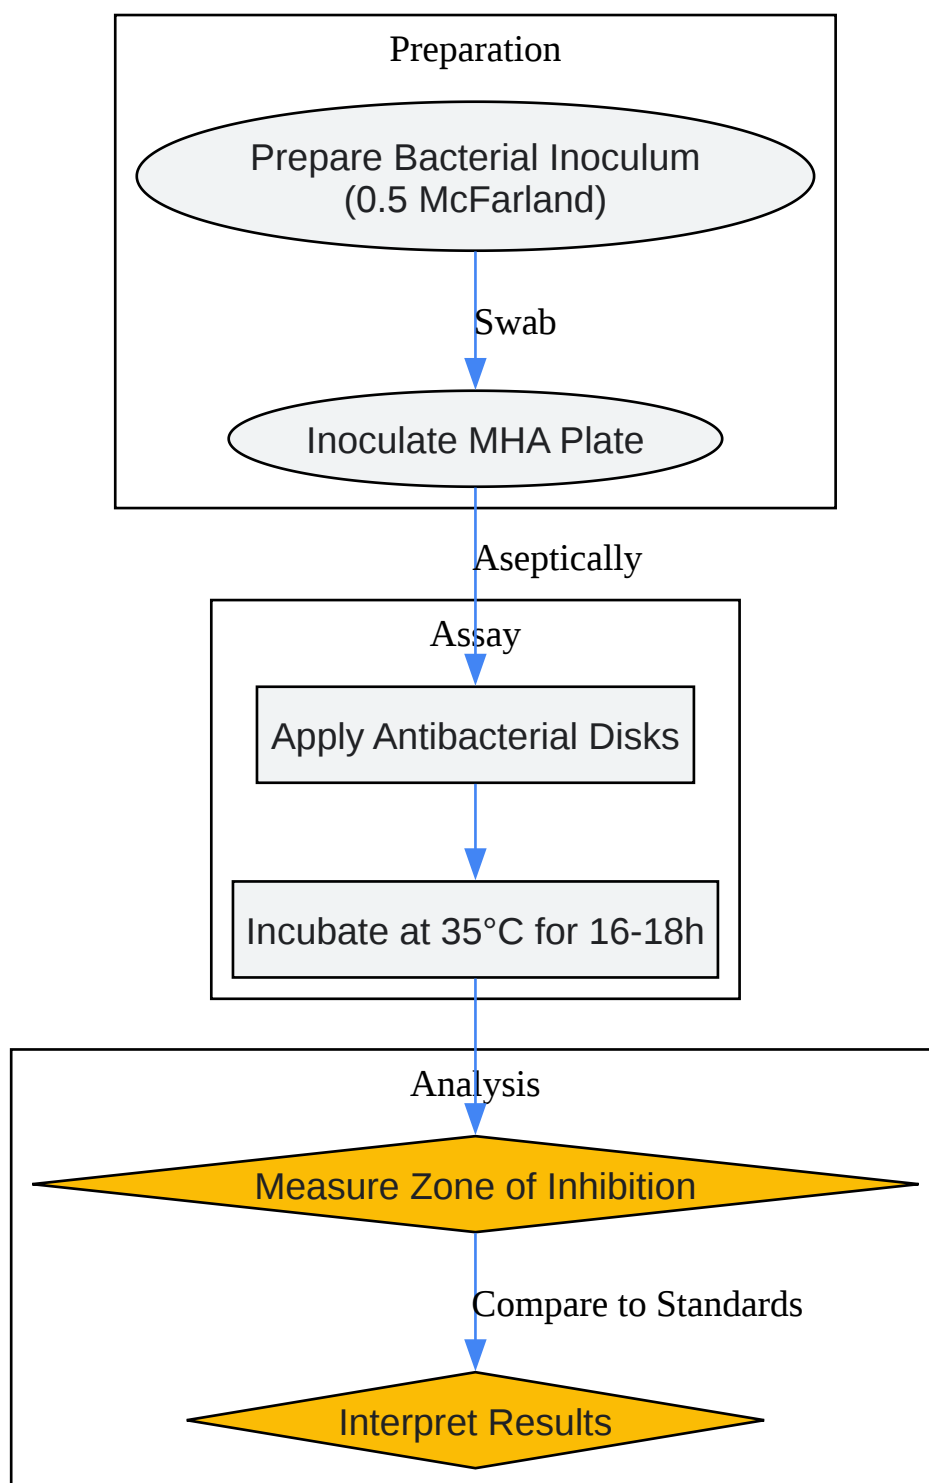 Preparation
Prepare Bacterial Inoculum
(0.5 McFarland)
Swab
Inoculate MHA Plate
Aseptically
Assay
Apply Antibacterial Disks
Incubate at 35°C for 16-18h
Analysis
Measure Zone of Inhibition
Compare to Standards
Interpret Results